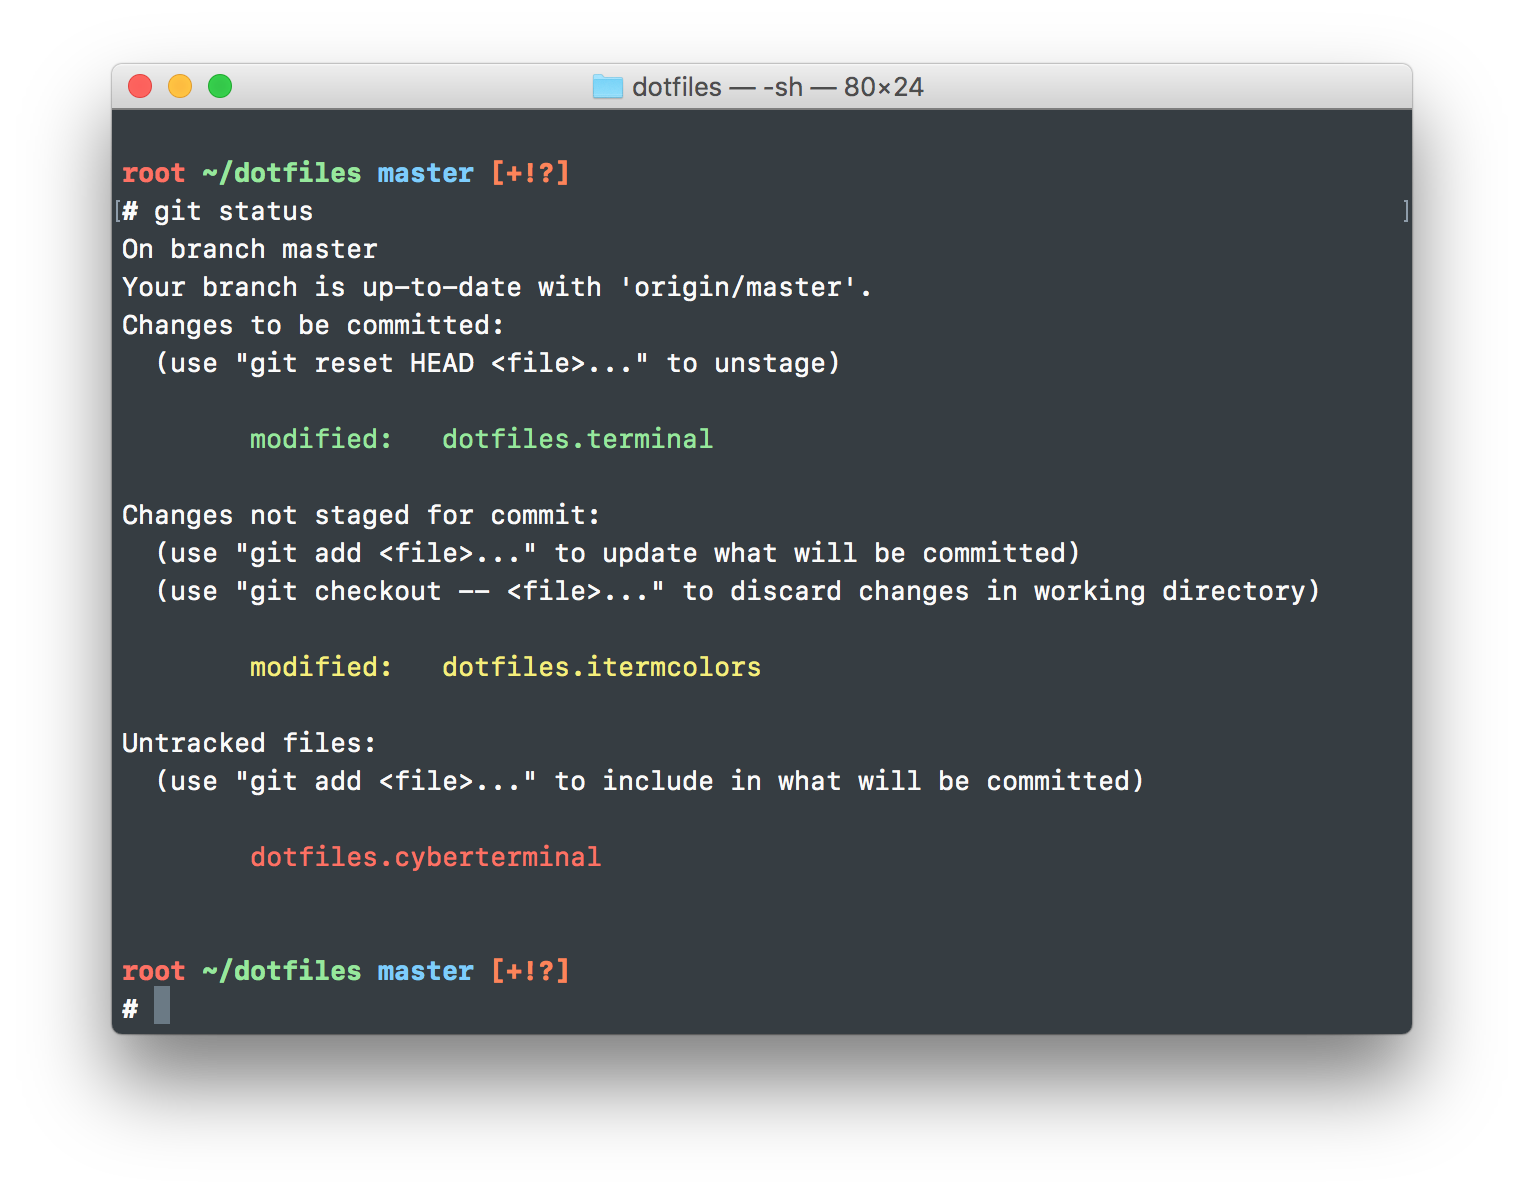 dotfiles — -sh — 80×24
root ~/dotfiles master [+!?]
[# git status ]
On branch master
Your branch is up-to-date with 'origin/master'.
Changes to be committed:
  (use "git reset HEAD <file>..." to unstage)
        modified:   dotfiles.terminal
Changes not staged for commit:
  (use "git add <file>..." to update what will be committed)
  (use "git checkout -- <file>..." to discard changes in working directory)
        modified:   dotfiles.itermcolors
Untracked files:
  (use "git add <file>..." to include in what will be committed)
        dotfiles.cyberterminal
root ~/dotfiles master [+!?]
#